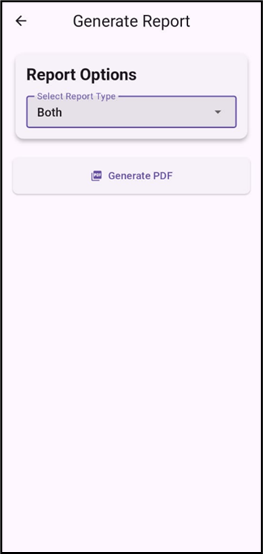 Generate Report
Report Options
Select Report Type
Both
Generate PDF